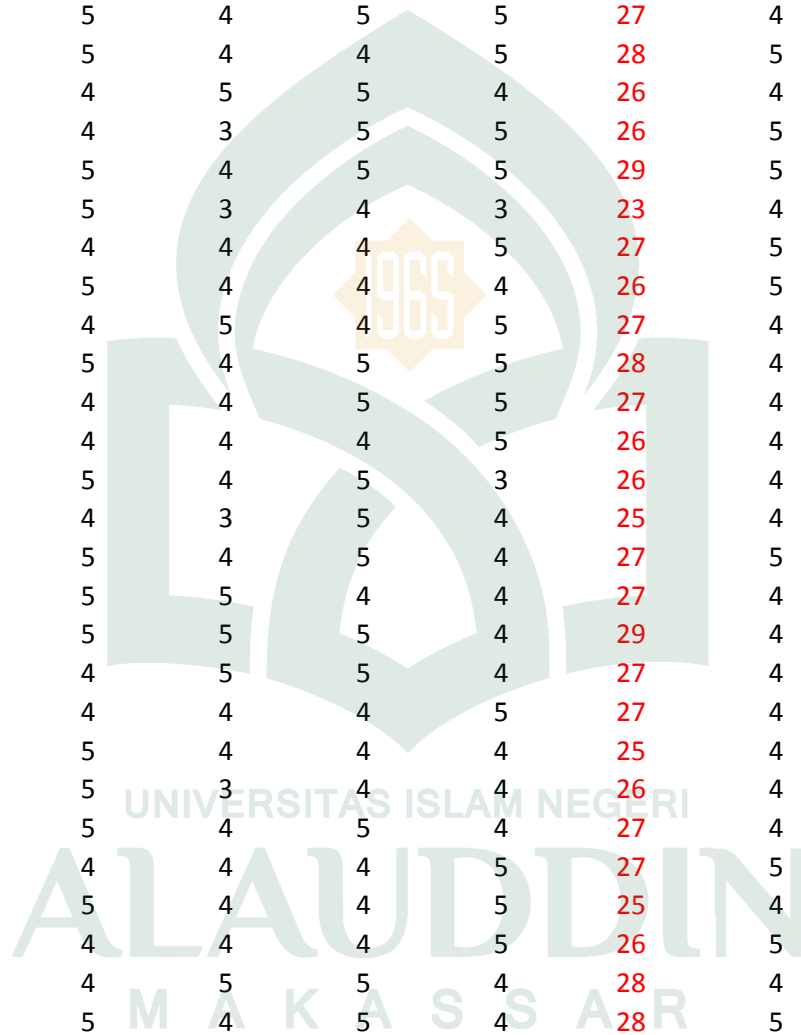 5 4 5 5 27 4
5 4 4 5 28 5
4 5 5 4 26 4
4 3 5 5 26 5
5 4 5 5 29 5
5 3 4 3 23 4
4 4 4 5 27 5
5 4 4 4 26 5
965
4 5 4 5 27 4
5 4 5 5 28 4
4 4 5 5 27 4
4 4 4 5 26 4
5 4 5 3 26 4
4 3 5 4 25 4
5 4 5 4 27 5
5 5 4 4 27 4
5 5 5 4 29 4
4 5 5 4 27 4
4 4 4 5 27 4
5 4 4 4 25 4
5 3 4 4 26 4
UNIVERSITAS ISLAM NEGERI
5 4 5 4 27 4
4 4 4 5 27 5
ALAUDDIN
5 4 4 5 25 4
4 4 4 5 26 5
4 5 5 4 28 4
MAKASSAR
5 4 5 4 28 5